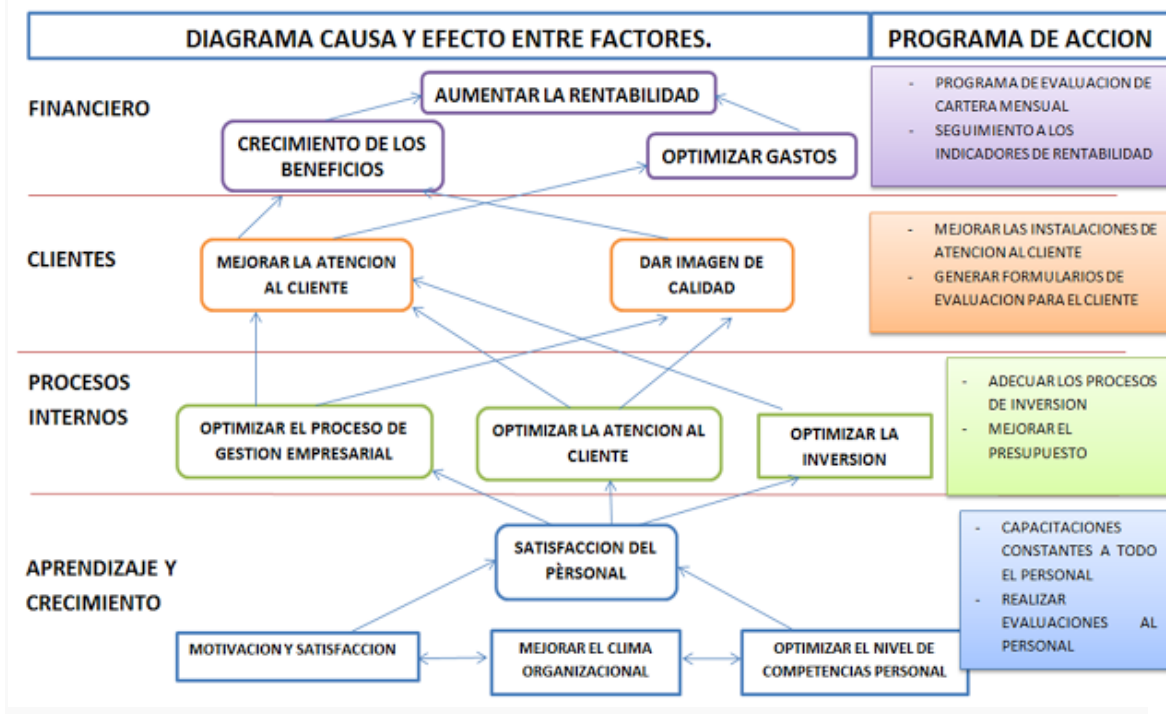 DIAGRAMA CAUSA Y EFECTO ENTRE FACTORES.
PROGRAMA DE ACCION
FINANCIERO
AUMENTAR LA RENTABILIDAD
CRECIMIENTO DE LOS
BENEFICIOS
OPTIMIZAR GASTOS
- PROGRAMA DE EVALUACION DE
CARTERA MENSUAL
- SEGUIMIENTO A LOS
INDICADORES DE RENTABILIDAD
CLIENTES
MEJORAR LA ATENCION
AL CLIENTE
DAR IMAGEN DE
CALIDAD
- MEJORAR LAS INSTALACIONES DE
ATENCION AL CLIENTE
- GENERAR FORMULARIOS DE
EVALUACION PARA EL CLIENTE
PROCESOS
INTERNOS
OPTIMIZAR EL PROCESO DE
GESTION EMPRESARIAL
OPTIMIZAR LA ATENCION AL
CLIENTE
OPTIMIZAR LA
INVERSION
- ADECUAR LOS PROCESOS
DE INVERSION
- MEJORAR EL
PRESUPUESTO
APRENDIZAJE Y
CRECIMIENTO
SATISFACCION DEL
PÈRSONAL
MOTIVACION Y SATISFACCION
MEJORAR EL CLIMA
ORGANIZACIONAL
OPTIMIZAR EL NIVEL DE
COMPETENCIAS PERSONAL
- CAPACITACIONES
CONSTANTES A TODO
EL PERSONAL
- REALIZAR
EVALUACIONES AL
PERSONAL